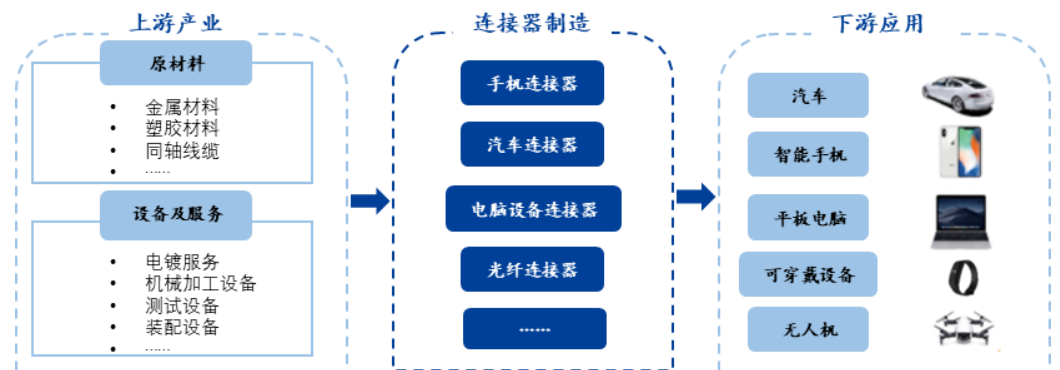 上游产业
原材料
• 金属材料
• 塑胶材料
• 同轴线缆
• ……
设备及服务
• 电镀服务
• 机械加工设备
• 测试设备
• 装配设备
• ……
连接器制造
手机连接器
汽车连接器
电脑设备连接器
光纤连接器
……
下游应用
汽车
智能手机
平板电脑
可穿戴设备
无人机